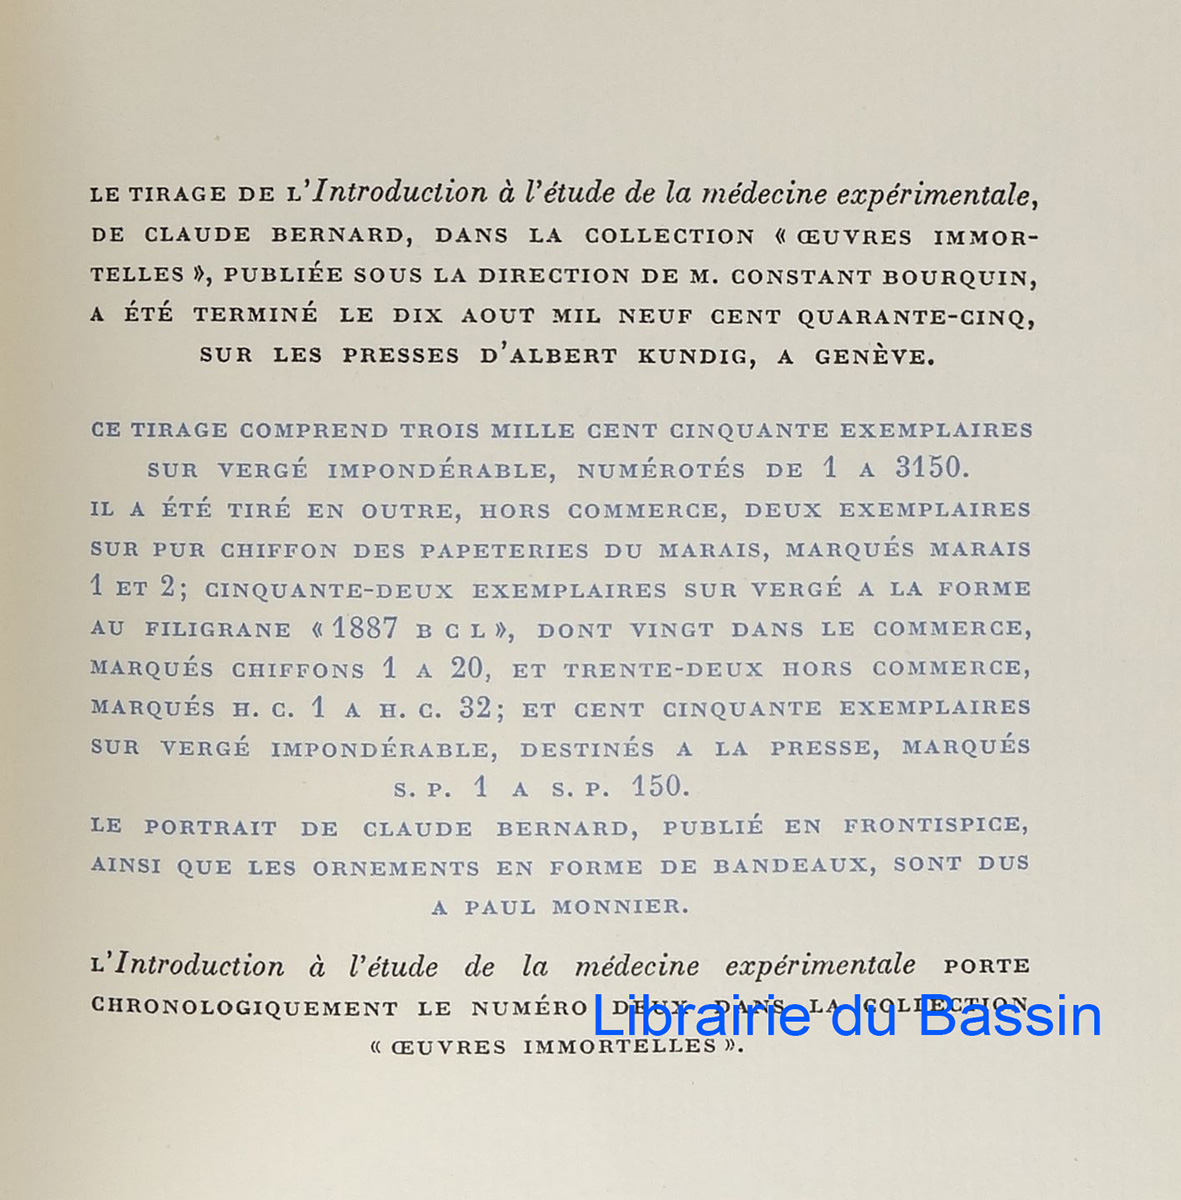 LE TIRAGE DE L'Introduction à l'étude de la médecine expérimentale,
DE CLAUDE BERNARD, DANS LA COLLECTION « ŒUVRES IMMOR-
TELLES », PUBLIÉE SOUS LA DIRECTION DE M. CONSTANT BOURQUIN,
A ÉTÉ TERMINÉ LE DIX AOUT MIL NEUF CENT QUARANTE-CINQ,
SUR LES PRESSES D'ALBERT KUNDIG, A GENÈVE.
CE TIRAGE COMPREND TROIS MILLE CENT CINQUANTE EXEMPLAIRES
SUR VERGÉ IMPONDÉRABLE, NUMÉROTÉS DE 1 A 3150.
IL A ÉTÉ TIRÉ EN OUTRE, HORS COMMERCE, DEUX EXEMPLAIRES
SUR PUR CHIFFON DES PAPETERIES DU MARAIS, MARQUÉS MARAIS
1 ET 2; CINQUANTE-DEUX EXEMPLAIRES SUR VERGÉ A LA FORME
AU FILIGRANE « 1887 B C L », DONT VINGT DANS LE COMMERCE,
MARQUÉS CHIFFONS 1 A 20, ET TRENTE-DEUX HORS COMMERCE,
MARQUÉS H. C. 1 A H. C. 32; ET CENT CINQUANTE EXEMPLAIRES
SUR VERGÉ IMPONDÉRABLE, DESTINÉS A LA PRESSE, MARQUÉS
S. P. 1 A S. P. 150.
LE PORTRAIT DE CLAUDE BERNARD, PUBLIÉ EN FRONTISPICE,
AINSI QUE LES ORNEMENTS EN FORME DE BANDEAUX, SONT DUS
A PAUL MONNIER.
L'Introduction à l'étude de la médecine expérimentale PORTE
CHRONOLOGIQUEMENT LE NUMÉRO DEUX DANS LA COLLECTION
« ŒUVRES IMMORTELLES ».
Librairie du Bassin